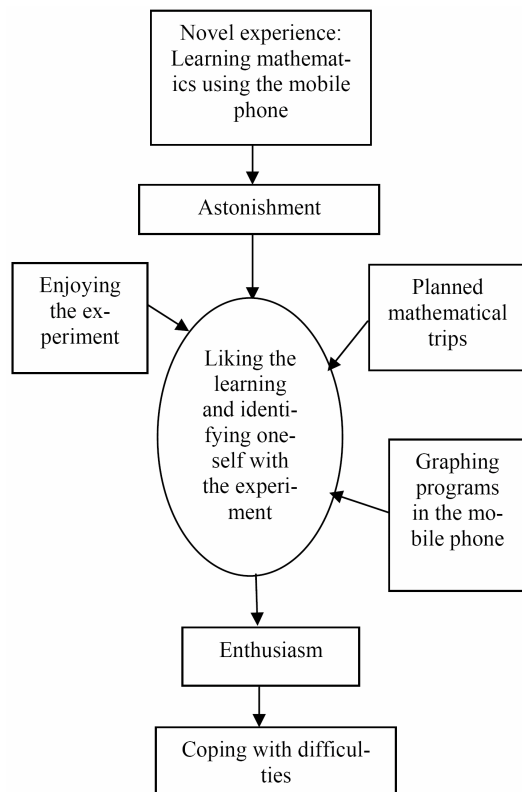 Novel experience:
Learning mathemat-
ics using the mobile
phone
Astonishment
Enjoying
the ex-
periment
Planned
mathematical
trips
Liking the
learning
and identi-
fying one-
self with
the experi-
ment
Graphing
programs
in the mo-
bile phone
Enthusiasm
Coping with difficul-
ties